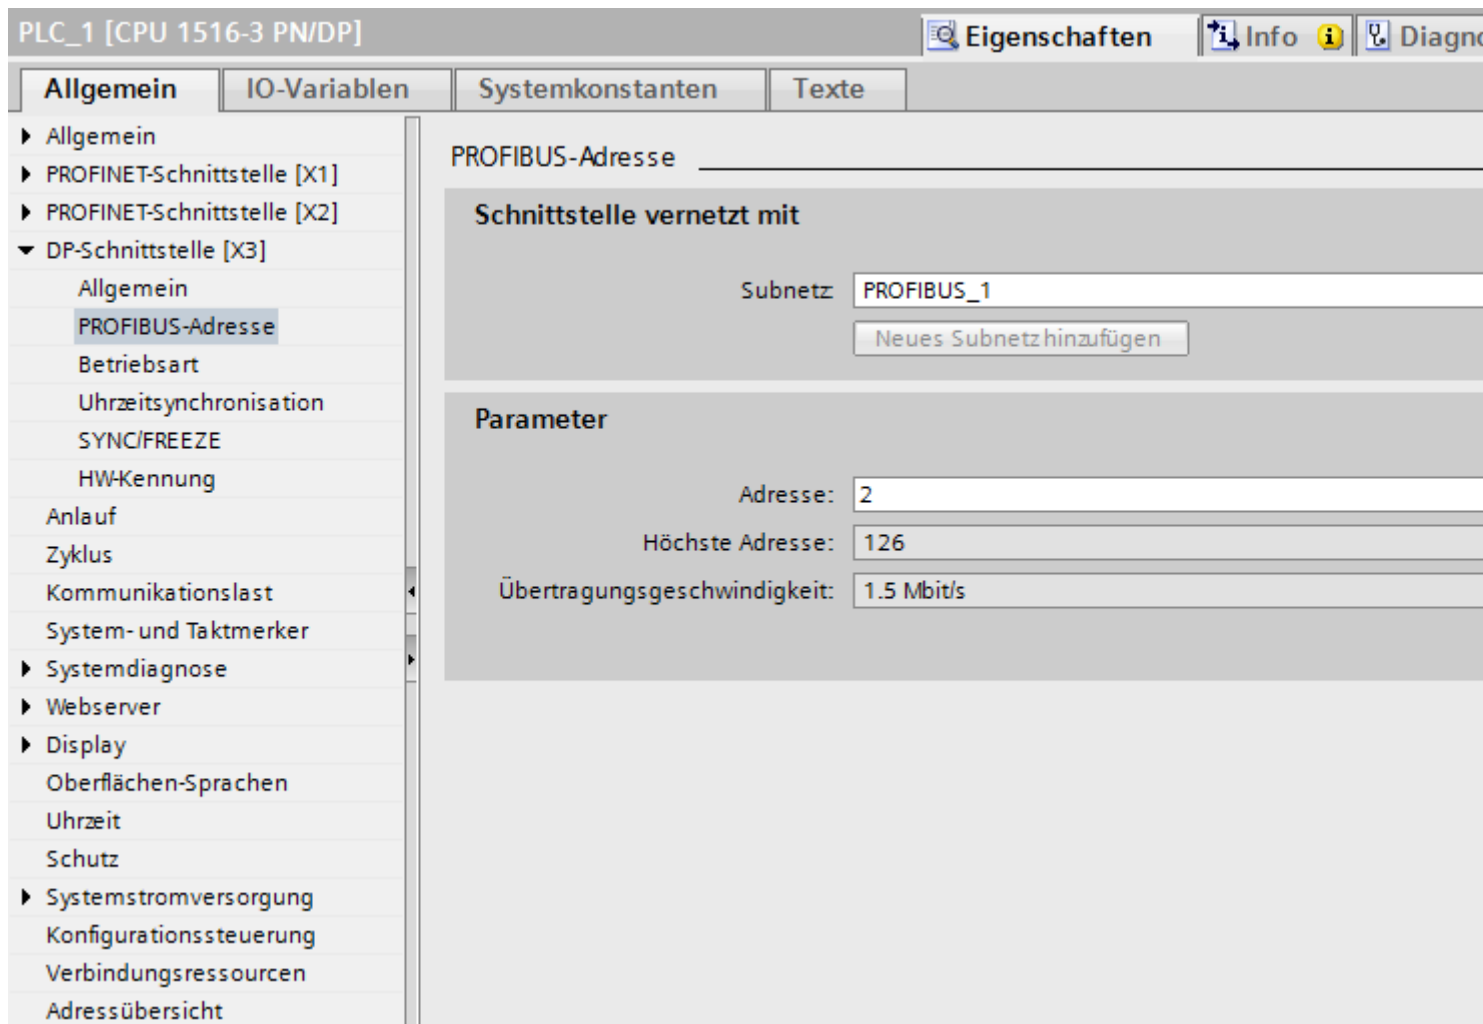 PLC_1 [CPU 1516-3 PN/DP]
Eigenschaften
Info
Allgemein
IO-Variablen
Systemkonstanten
Texte
Allgemein
PROFINET-Schnittstelle [X1]
PROFINET-Schnittstelle [X2]
DP-Schnittstelle [X3]
Allgemein
PROFIBUS-Adresse
Betriebsart
Uhrzeitsynchronisation
SYNC/FREEZE
HW-Kennung
Anlauf
Zyklus
Kommunikationslast
System- und Taktmerker
Systemdiagnose
Webserver
Display
Oberflächen-Sprachen
Uhrzeit
Schutz
Systemstromversorgung
Konfigurationssteuerung
Verbindungsressourcen
Adressübersicht
PROFIBUS-Adresse
Schnittstelle vernetzt mit
Subnetz: PROFIBUS_1
Neues Subnetz hinzufügen
Parameter
Adresse: 2
Höchste Adresse: 126
Übertragungsgeschwindigkeit: 1.5 Mbit/s